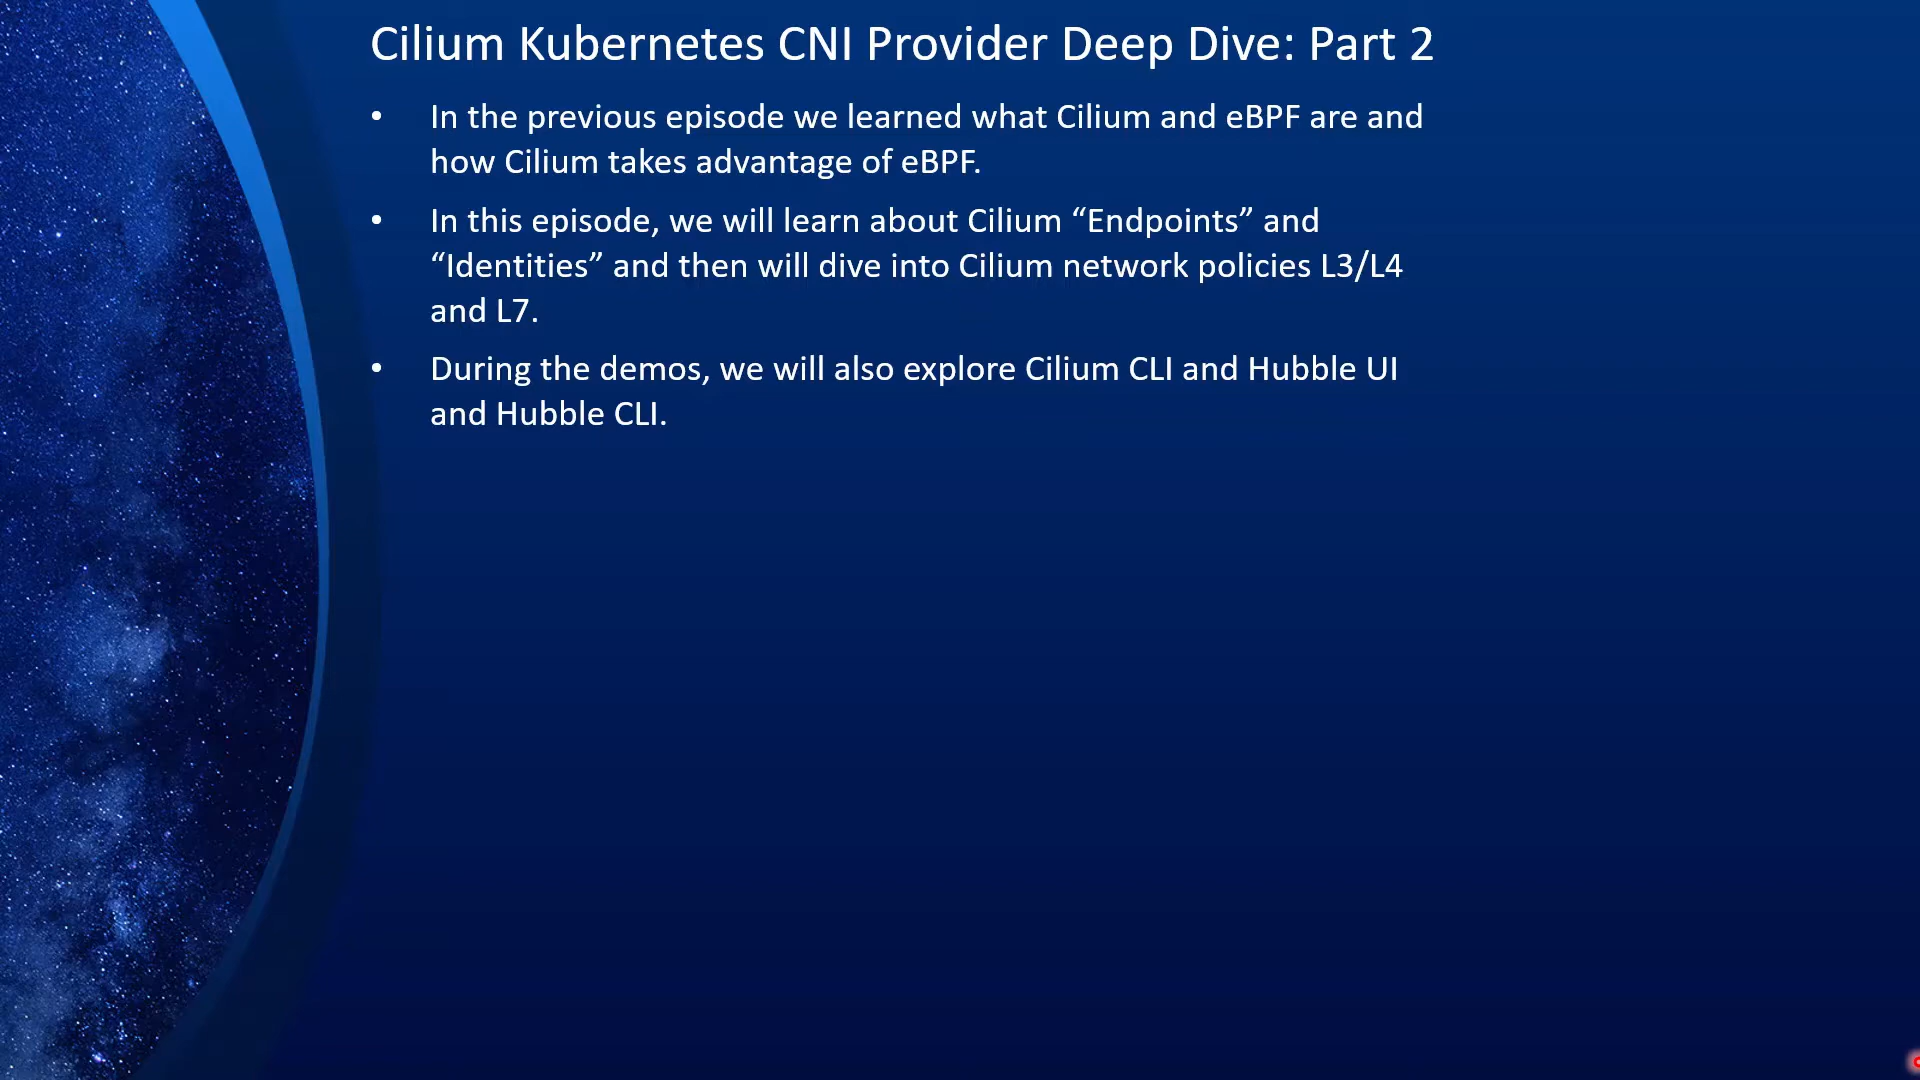 Cilium Kubernetes CNI Provider Deep Dive: Part 2
• In the previous episode we learned what Cilium and eBPF are and
how Cilium takes advantage of eBPF.
• In this episode, we will learn about Cilium “Endpoints” and
“Identities” and then will dive into Cilium network policies L3/L4
and L7.
• During the demos, we will also explore Cilium CLI and Hubble UI
and Hubble CLI.